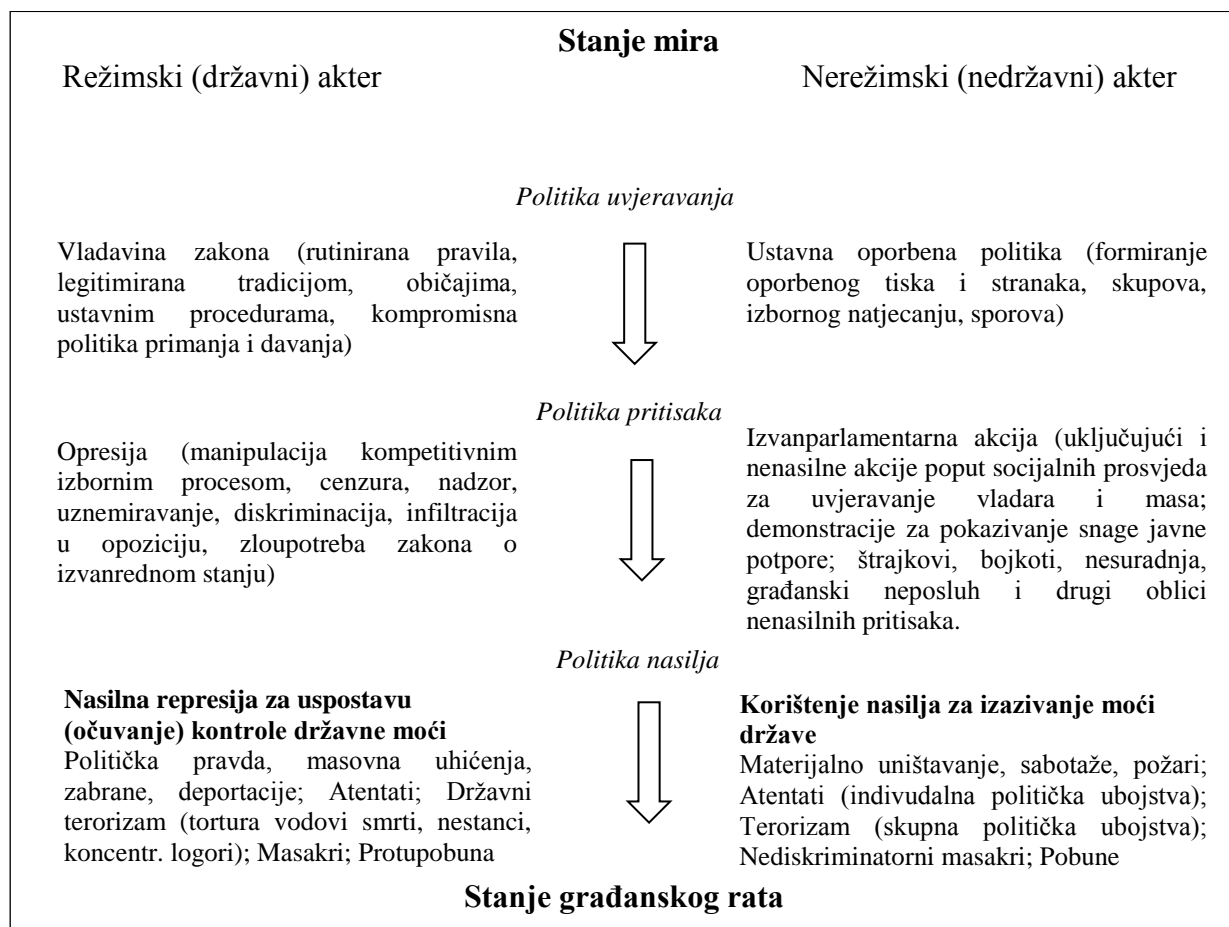 Stanje mira
Režimski (državni) akter
Nerežimski (nedržavni) akter
Politika uvjeravanja
Vladavina zakona (rutinirana pravila,
legitimirana tradicijom, običajima,
ustavnim procedurama, kompromisna
politika primanja i davanja)
Ustavna oporbena politika (formiranje
oporbenog tiska i stranaka, skupova,
izbornog natjecanju, sporova)
Politika pritisaka
Opresija (manipulacija kompetitivnim
izbornim procesom, cenzura, nadzor,
uznemiravanje, diskriminacija, infiltracija
u opoziciju, zloupotreba zakona o
izvanrednom stanju)
Izvanparlamentarna akcija (uključujući i
nenasilne akcije poput socijalnih prosvjeda
za uvjeravanje vladara i masa;
demonstracije za pokazivanje snage javne
potpore; štrajkovi, bojkoti, nesuradnja,
građanski neposluh i drugi oblici
nenasilnih pritisaka.
Politika nasilja
Nasilna represija za uspostavu
(očuvanje) kontrole državne moći
Politička pravda, masovna uhićenja,
zabrane, deportacije; Atentati; Državni
terorizam (tortura vodovi smrti, nestanci,
koncentr. logori); Masakri; Protupobuna
Korištenje nasilja za izazivanje moći
države
Materijalno uništavanje, sabotaže, požari;
Atentati (indivudalna politička ubojstva);
Terorizam (skupna politička ubojstva);
Nediskriminatorni masakri; Pobune
Stanje građanskog rata